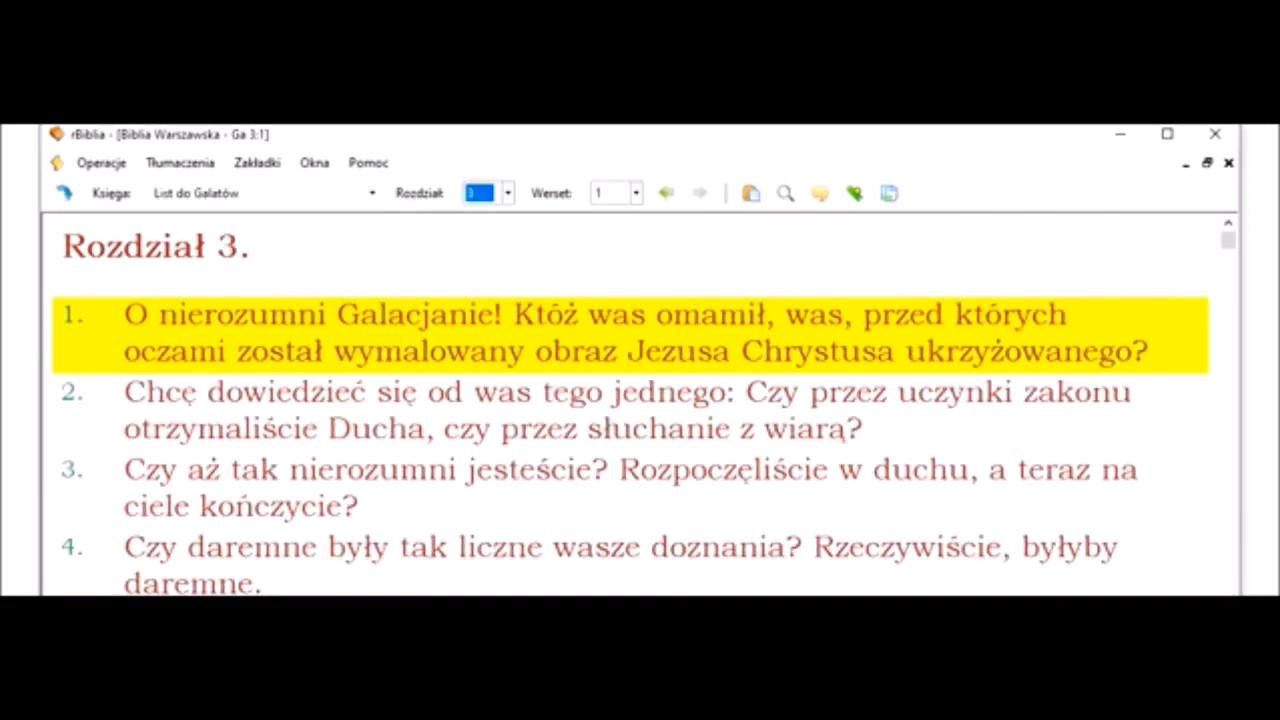 rBiblia - [Biblia Warszawska - Ga 3:1]
Operacje Tłumaczenia Zakładki Okna Pomoc
Księga: List do Galatów Rozdział: 3 Werset: 1
Rozdział 3.
1. O nierozumni Galacjanie! Któż was omamił, was, przed których
oczami został wymalowany obraz Jezusa Chrystusa ukrzyżowanego?
2. Chcę dowiedzieć się od was tego jednego: Czy przez uczynki zakonu
otrzymaliście Ducha, czy przez słuchanie z wiarą?
3. Czy aż tak nierozumni jesteście? Rozpoczęliście w duchu, a teraz na
ciele kończycie?
4. Czy daremne były tak liczne wasze doznania? Rzeczywiście, byłyby
daremne.